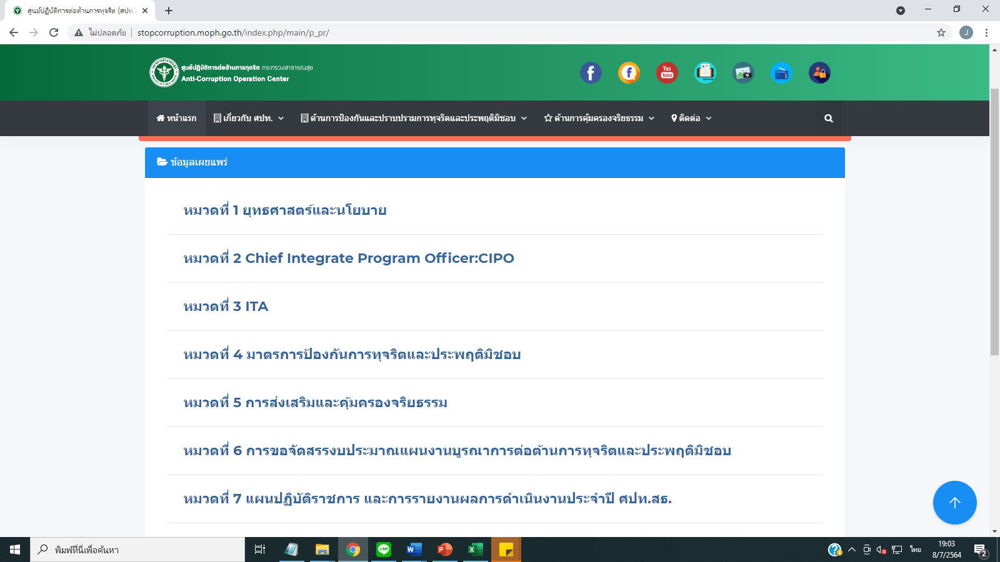 ศูนย์ปฏิบัติการต่อต้านการทุจริต (ศปท.)
ไม่ปลอดภัย | stopcorruption.moph.go.th/index.php/main/p_pr/
J
ศูนย์ปฏิบัติการต่อต้านการทุจริต กระทรวงสาธารณสุข
Anti-Corruption Operation Center
You
Tube
หน้าแรก เกี่ยวกับ ศปท. ด้านการป้องกันและปราบปรามการทุจริตและประพฤติมิชอบ ด้านการคุ้มครองจริยธรรม ติดต่อ
ข้อมูลเผยแพร่
หมวดที่ 1 ยุทธศาสตร์และนโยบาย
หมวดที่ 2 Chief Integrate Program Officer:CIPO
หมวดที่ 3 ITA
หมวดที่ 4 มาตรการป้องกันการทุจริตและประพฤติมิชอบ
หมวดที่ 5 การส่งเสริมและคุ้มครองจริยธรรม
หมวดที่ 6 การขอจัดสรรงบประมาณแผนงานบูรณาการต่อต้านการทุจริตและประพฤติมิชอบ
หมวดที่ 7 แผนปฏิบัติราชการ และการรายงานผลการดำเนินงานประจำปี ศปท.สธ.
พิมพ์ที่นี่เพื่อค้นหา
ไทย
19:03
8/7/2564
2